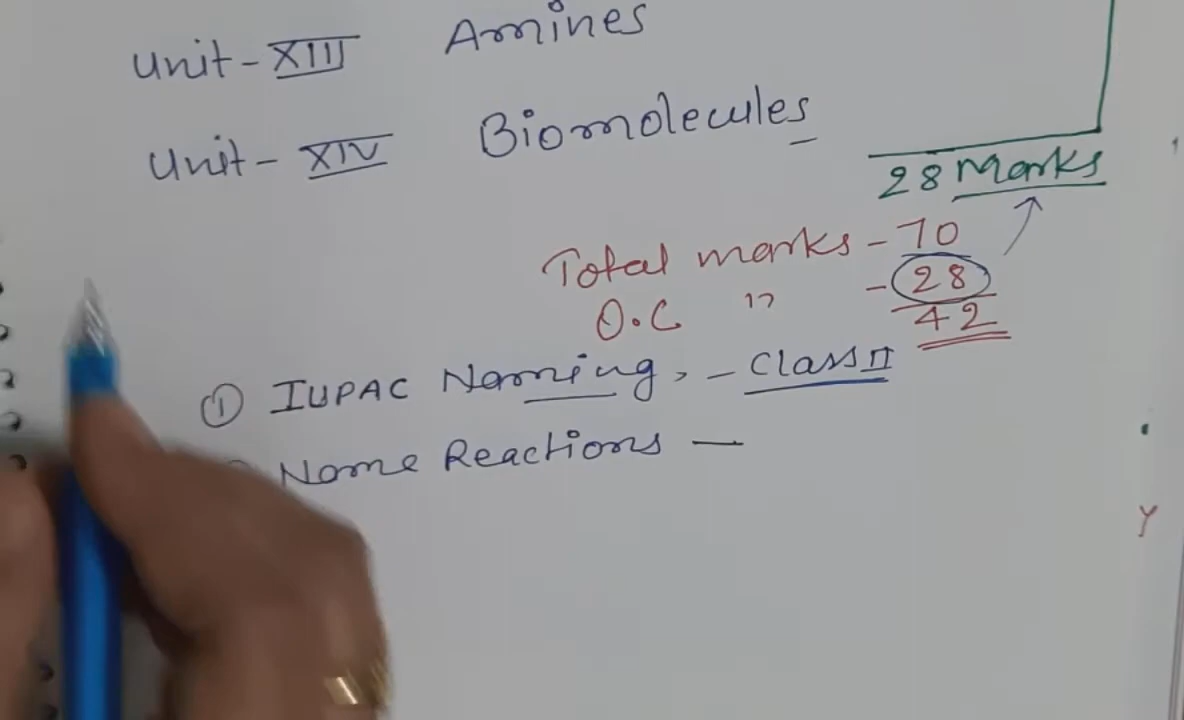 Unit - XIII Amines
Unit - XIV Biomolecules
28 Marks
Total marks - 70
O.C " - 28
42
① IUPAC Naming, - Class II
Name Reactions —
Y